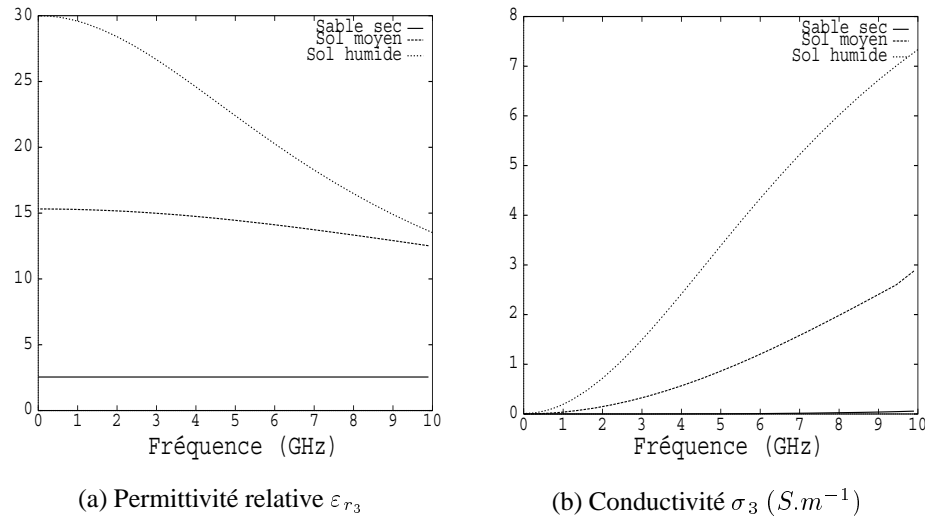 30
25
20
15
10
5
0
0 1 2 3 4 5 6 7 8 9 10
Fréquence (GHz)
Sable sec
Sol moyen
Sol humide
(a) Permittivité relative ε_{r_3}
8
7
6
5
4
3
2
1
0
0 1 2 3 4 5 6 7 8 9 10
Fréquence (GHz)
Sable sec
Sol moyen
Sol humide
(b) Conductivité σ_3 (S.m^{-1})